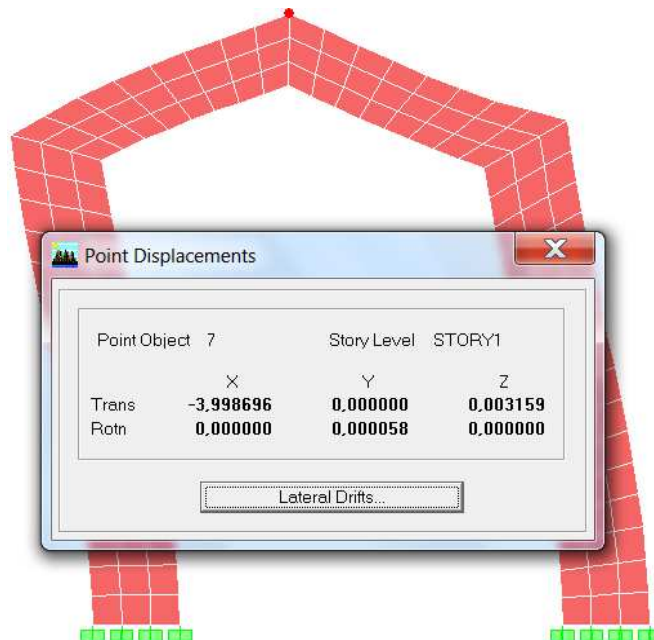 Point Displacements
Point Object 7 Story Level STORY1
X Y Z
Trans -3,998696 0,000000 0,003159
Rotn 0,000000 0,000058 0,000000
Lateral Drifts...